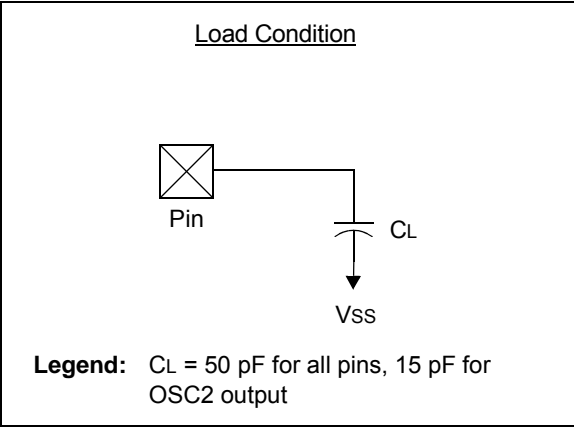 Load Condition
Pin
CL
VSS
Legend: CL = 50 pF for all pins, 15 pF for
OSC2 output